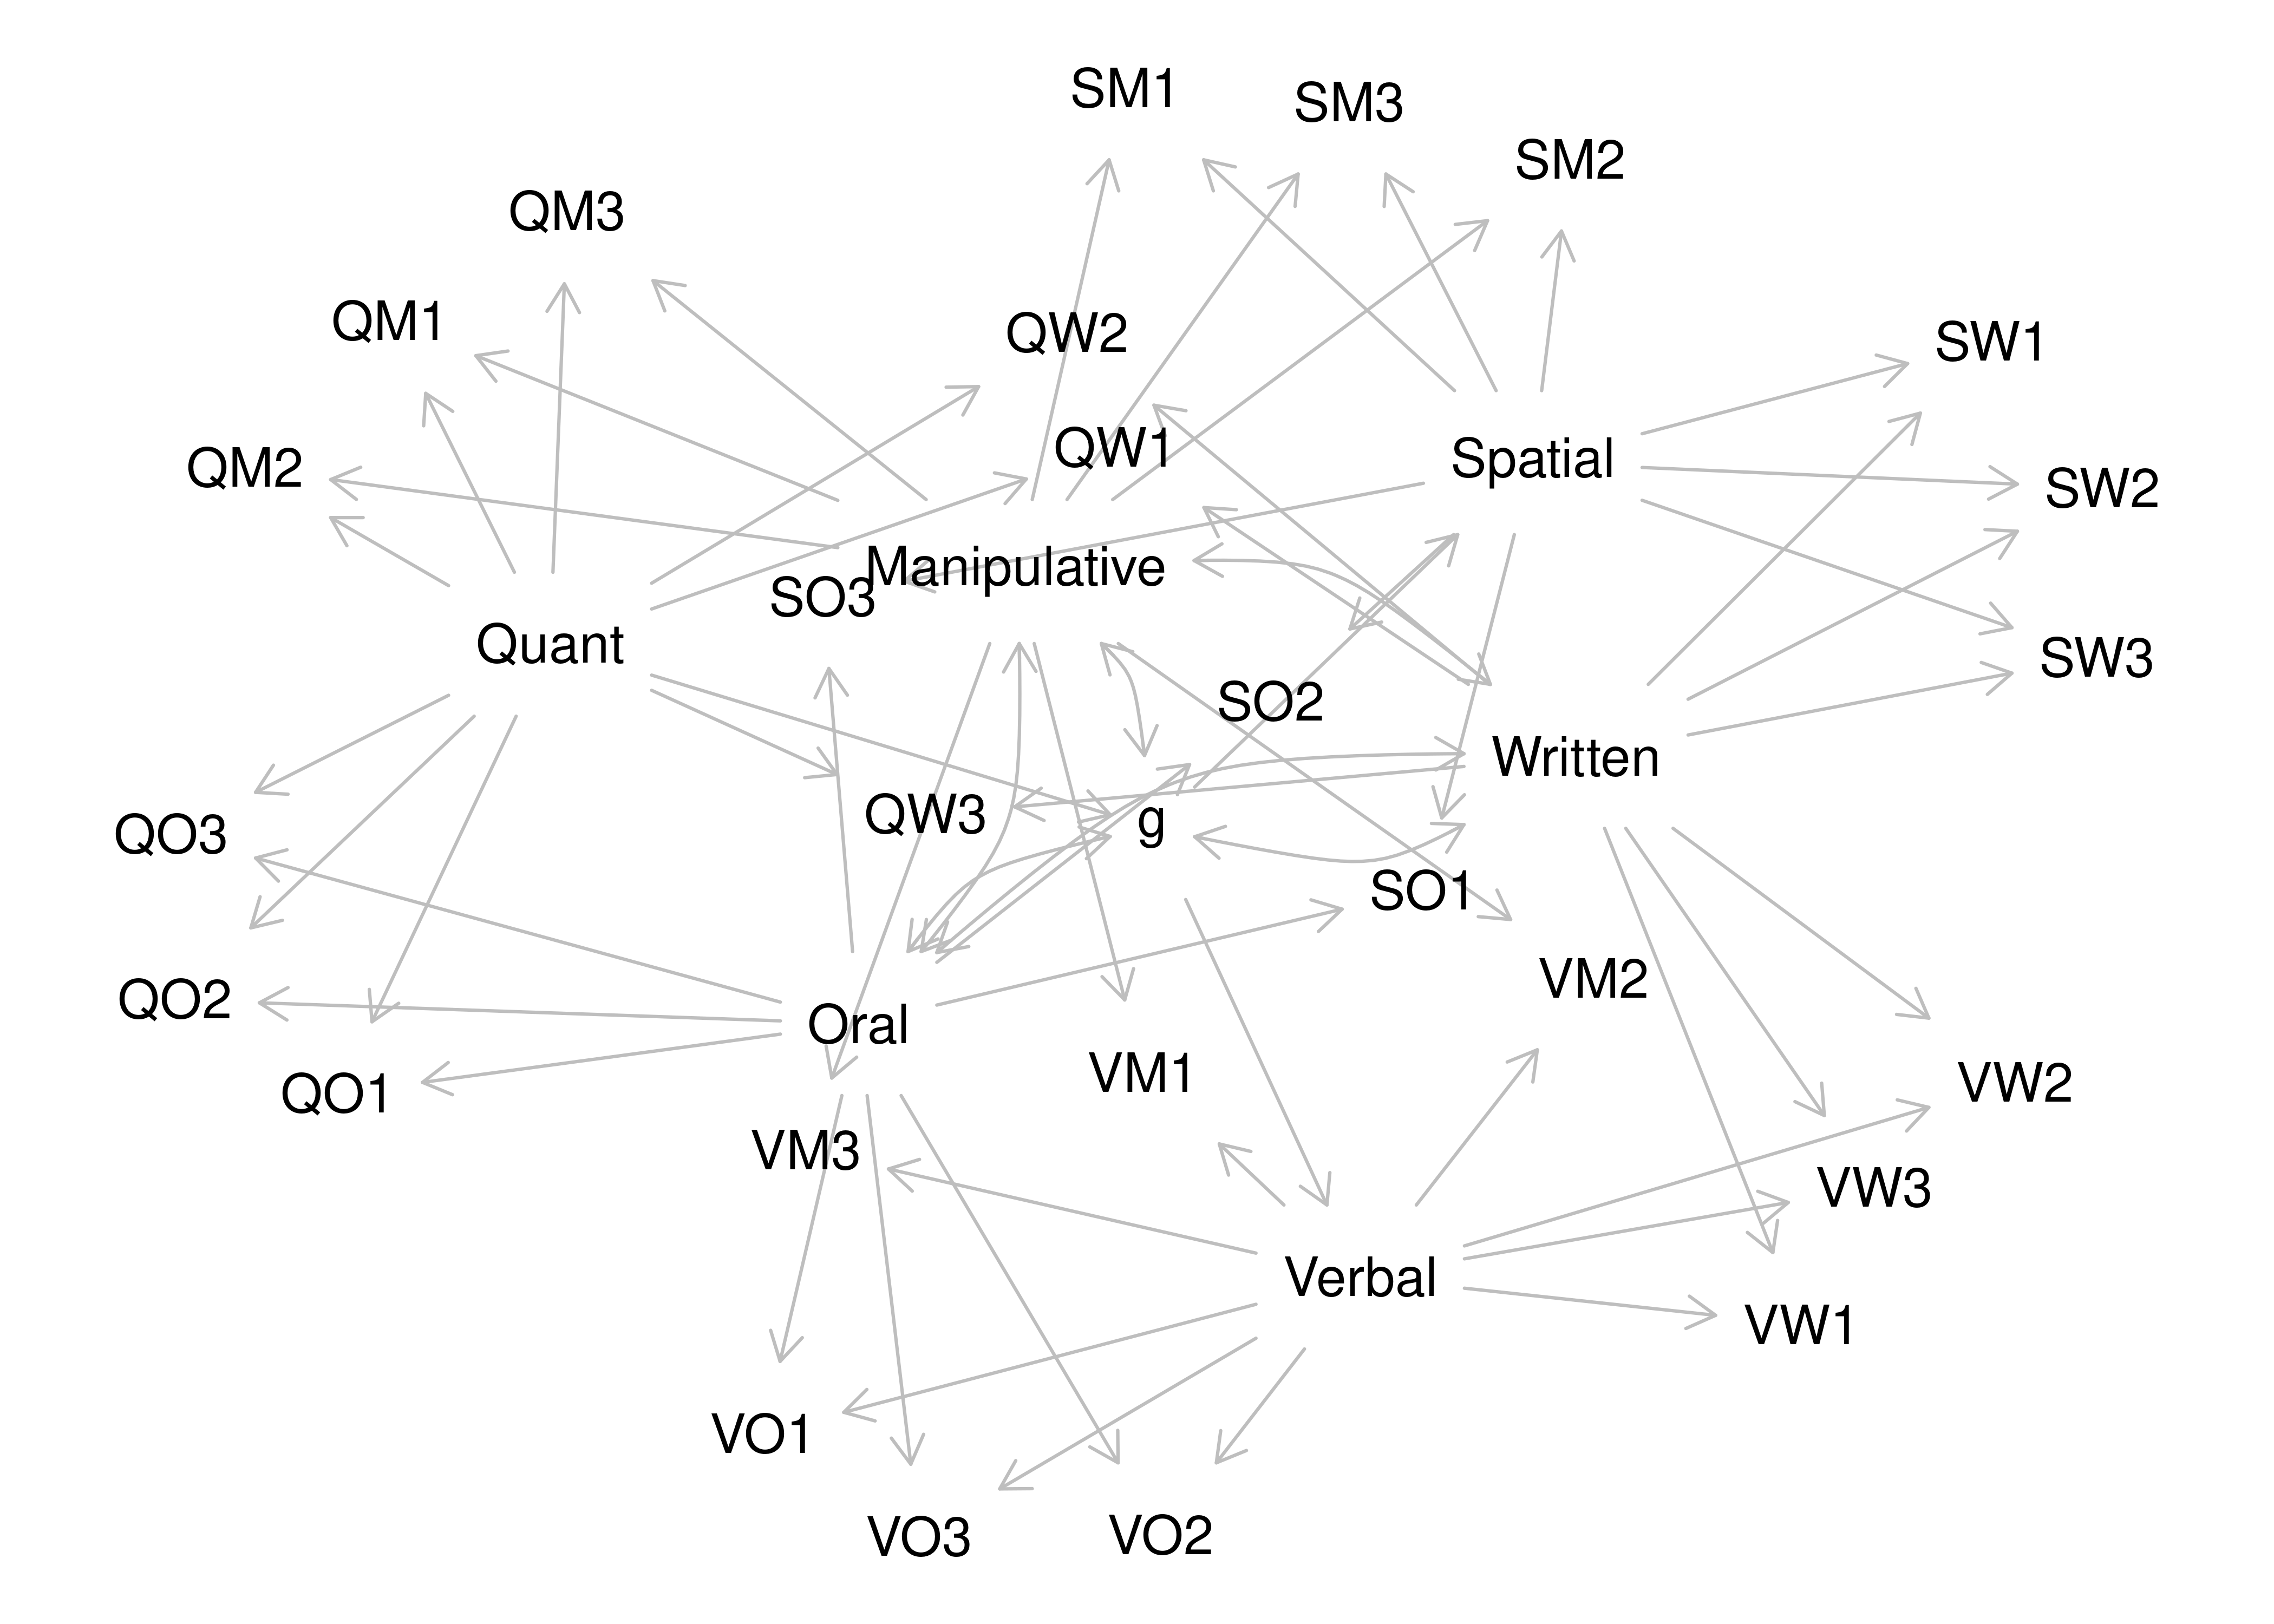 SM1
SM3
SM2
QM3
QM1
QW2
SW1
QW1
Spatial
QM2
SW2
Manipulative
SO3
Quant
SW3
SO2
Written
QW3
g
QO3
SO1
VM2
QO2
Oral
VM1
QO1
VW2
VM3
VW3
Verbal
VW1
VO1
VO3
VO2